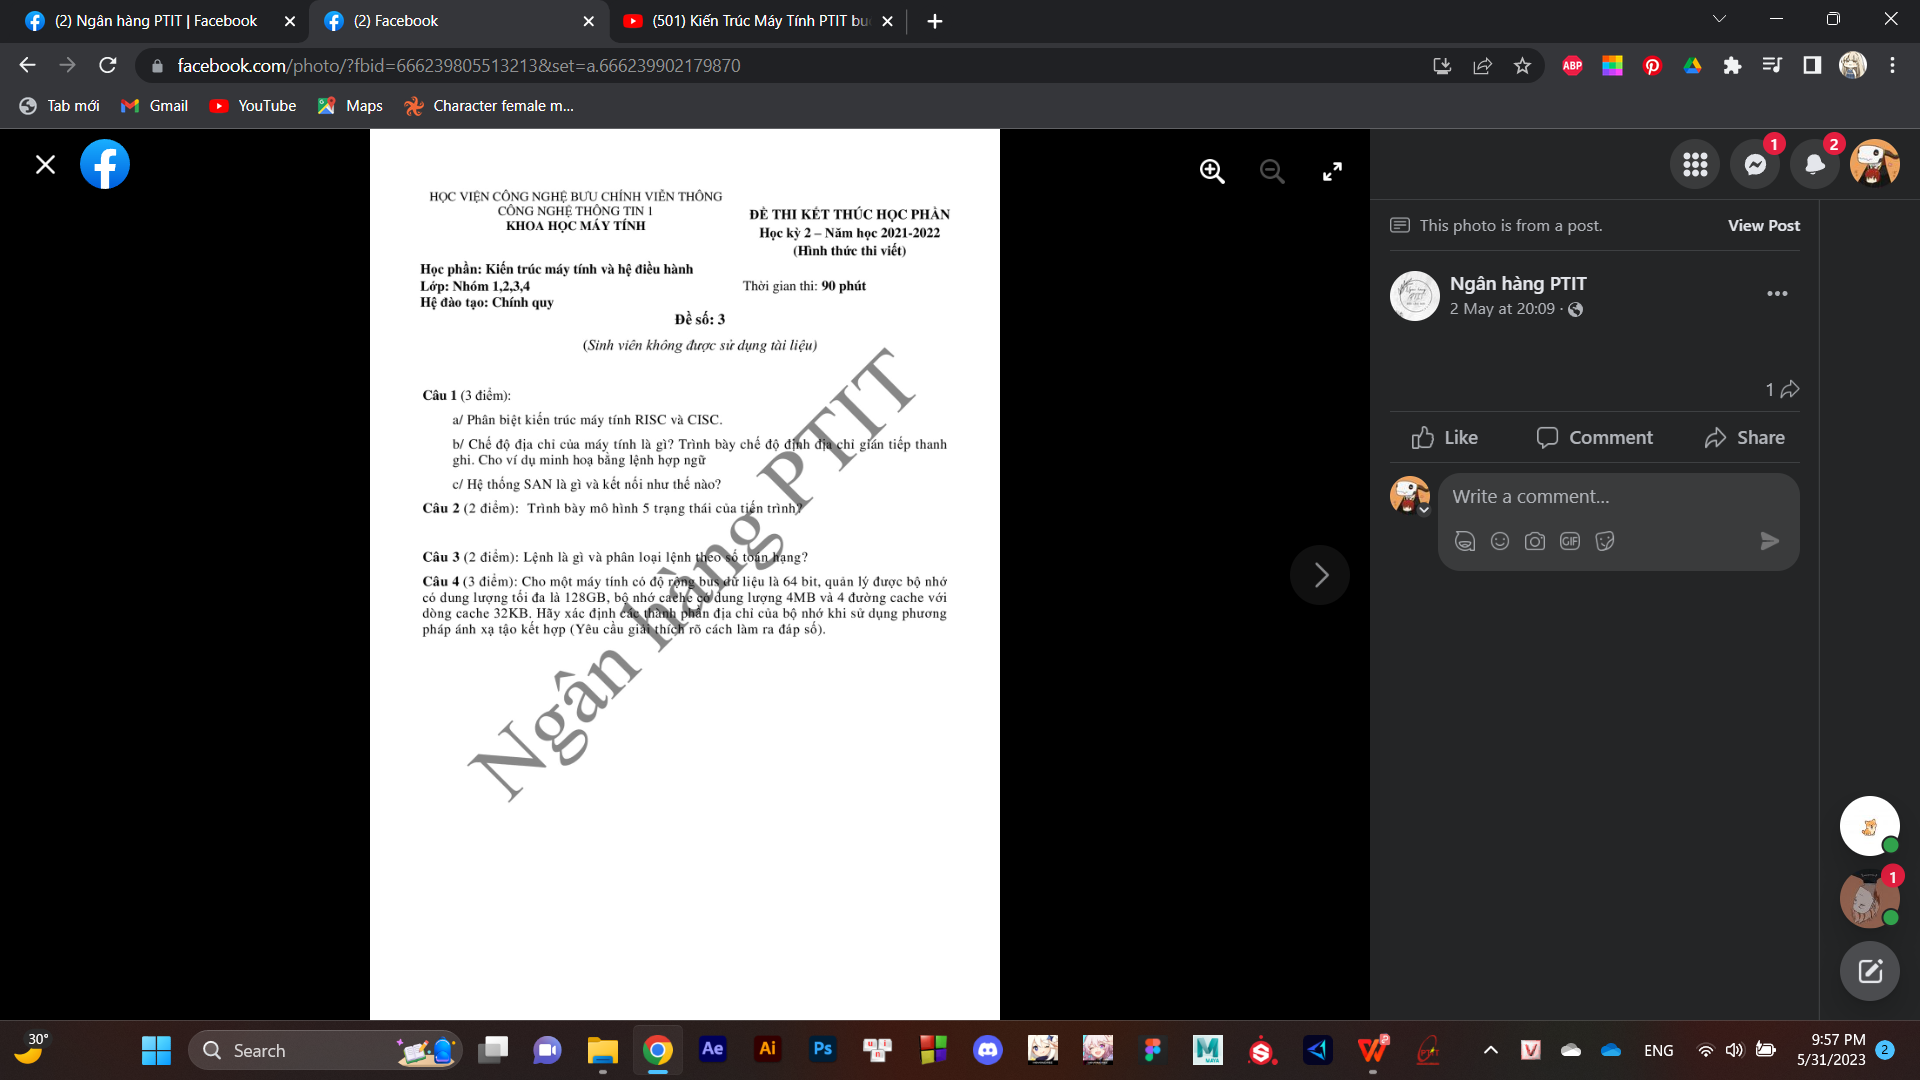 (2) Ngân hàng PTIT | Facebook
(2) Facebook
(501) Kiến Trúc Máy Tính PTIT bu
facebook.com/photo/?fbid=666239805513213&set=a.666239902179870
ABP
Tab mới
Gmail
YouTube
Maps
Character female m...
HỌC VIỆN CÔNG NGHỆ BƯU CHÍNH VIỄN THÔNG
CÔNG NGHỆ THÔNG TIN 1
KHOA HỌC MÁY TÍNH
ĐỀ THI KẾT THÚC HỌC PHẦN
Học kỳ 2 – Năm học 2021-2022
(Hình thức thi viết)
Học phần: Kiến trúc máy tính và hệ điều hành
Lớp: Nhóm 1,2,3,4
Thời gian thi: 90 phút
Hệ đào tạo: Chính quy
Đề số: 3
(Sinh viên không được sử dụng tài liệu)
Câu 1 (3 điểm):
a/ Phân biệt kiến trúc máy tính RISC và CISC.
b/ Chế độ địa chỉ của máy tính là gì? Trình bày chế độ định địa chỉ gián tiếp thanh
ghi. Cho ví dụ minh hoạ bằng lệnh hợp ngữ
c/ Hệ thống SAN là gì và kết nối như thế nào?
Câu 2 (2 điểm): Trình bày mô hình 5 trạng thái của tiến trình?
Câu 3 (2 điểm): Lệnh là gì và phân loại lệnh theo số toán hạng?
Câu 4 (3 điểm): Cho một máy tính có độ rộng bus dữ liệu là 64 bit, quản lý được bộ nhớ
có dung lượng tối đa là 128GB, bộ nhớ cache có dung lượng 4MB và 4 đường cache với
dòng cache 32KB. Hãy xác định các thành phần địa chỉ của bộ nhớ khi sử dụng phương
pháp ánh xạ tập kết hợp (Yêu cầu giải thích rõ cách làm ra đáp số).
Ngân hàng PTIT
1
2
This photo is from a post.
View Post
Ngân hàng PTIT
2 May at 20:09 ·
1
Like
Comment
Share
Write a comment...
GIF
1
30°
Search
Ae
Ai
Ps
ENG
9:57 PM
5/31/2023
2